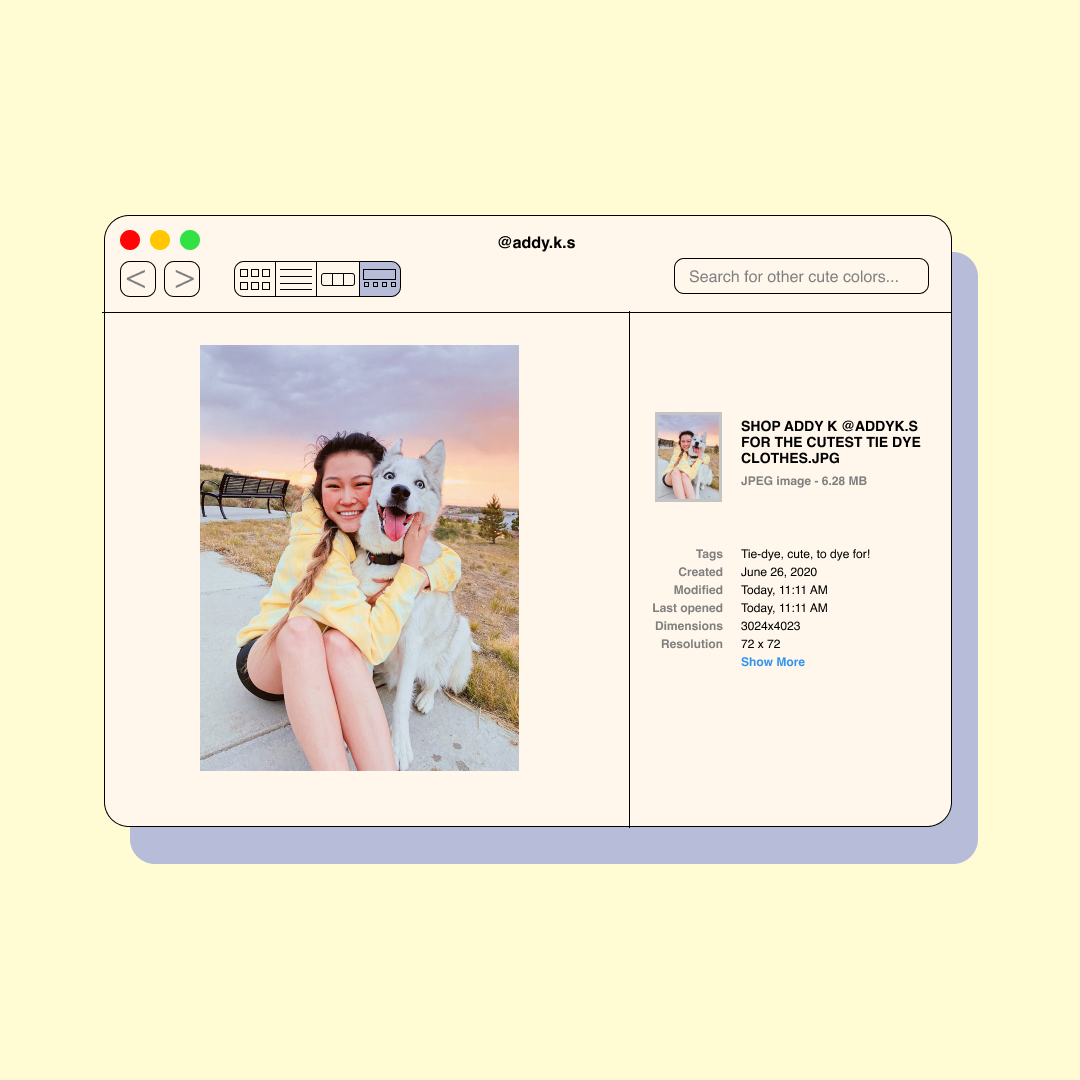 @addy.k.s
< >
Search for other cute colors...
SHOP ADDY K @ADDYK.S
FOR THE CUTEST TIE DYE
CLOTHES.JPG
JPEG image - 6.28 MB
Tags Tie-dye, cute, to dye for!
Created June 26, 2020
Modified Today, 11:11 AM
Last opened Today, 11:11 AM
Dimensions 3024x4023
Resolution 72 x 72
Show More